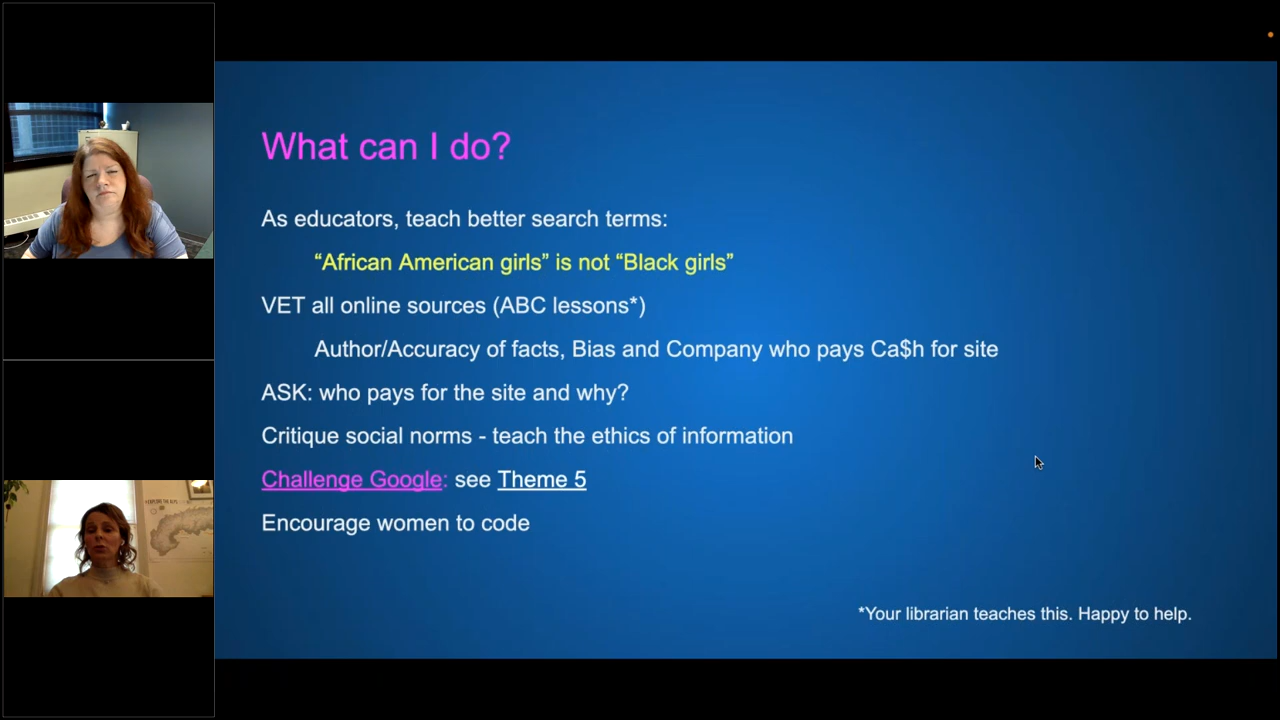 What can I do?
As educators, teach better search terms:
“African American girls” is not “Black girls”
VET all online sources (ABC lessons*)
Author/Accuracy of facts, Bias and Company who pays Ca$h for site
ASK: who pays for the site and why?
Critique social norms - teach the ethics of information
Challenge Google: see Theme 5
Encourage women to code
*Your librarian teaches this. Happy to help.